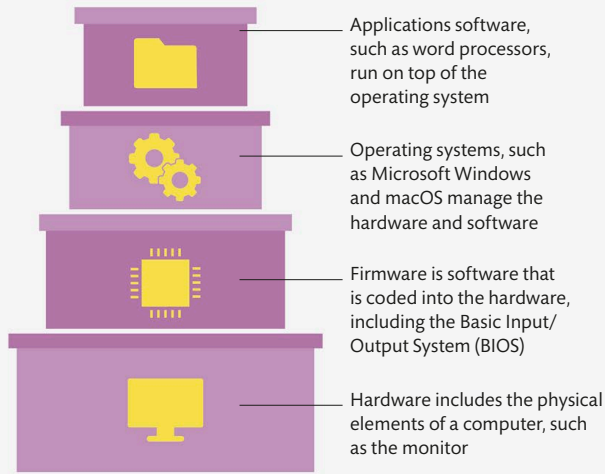 Applications software,
such as word processors,
run on top of the
operating system
Operating systems, such
as Microsoft Windows
and macOS manage the
hardware and software
Firmware is software that
is coded into the hardware,
including the Basic Input/
Output System (BIOS)
Hardware includes the physical
elements of a computer, such
as the monitor